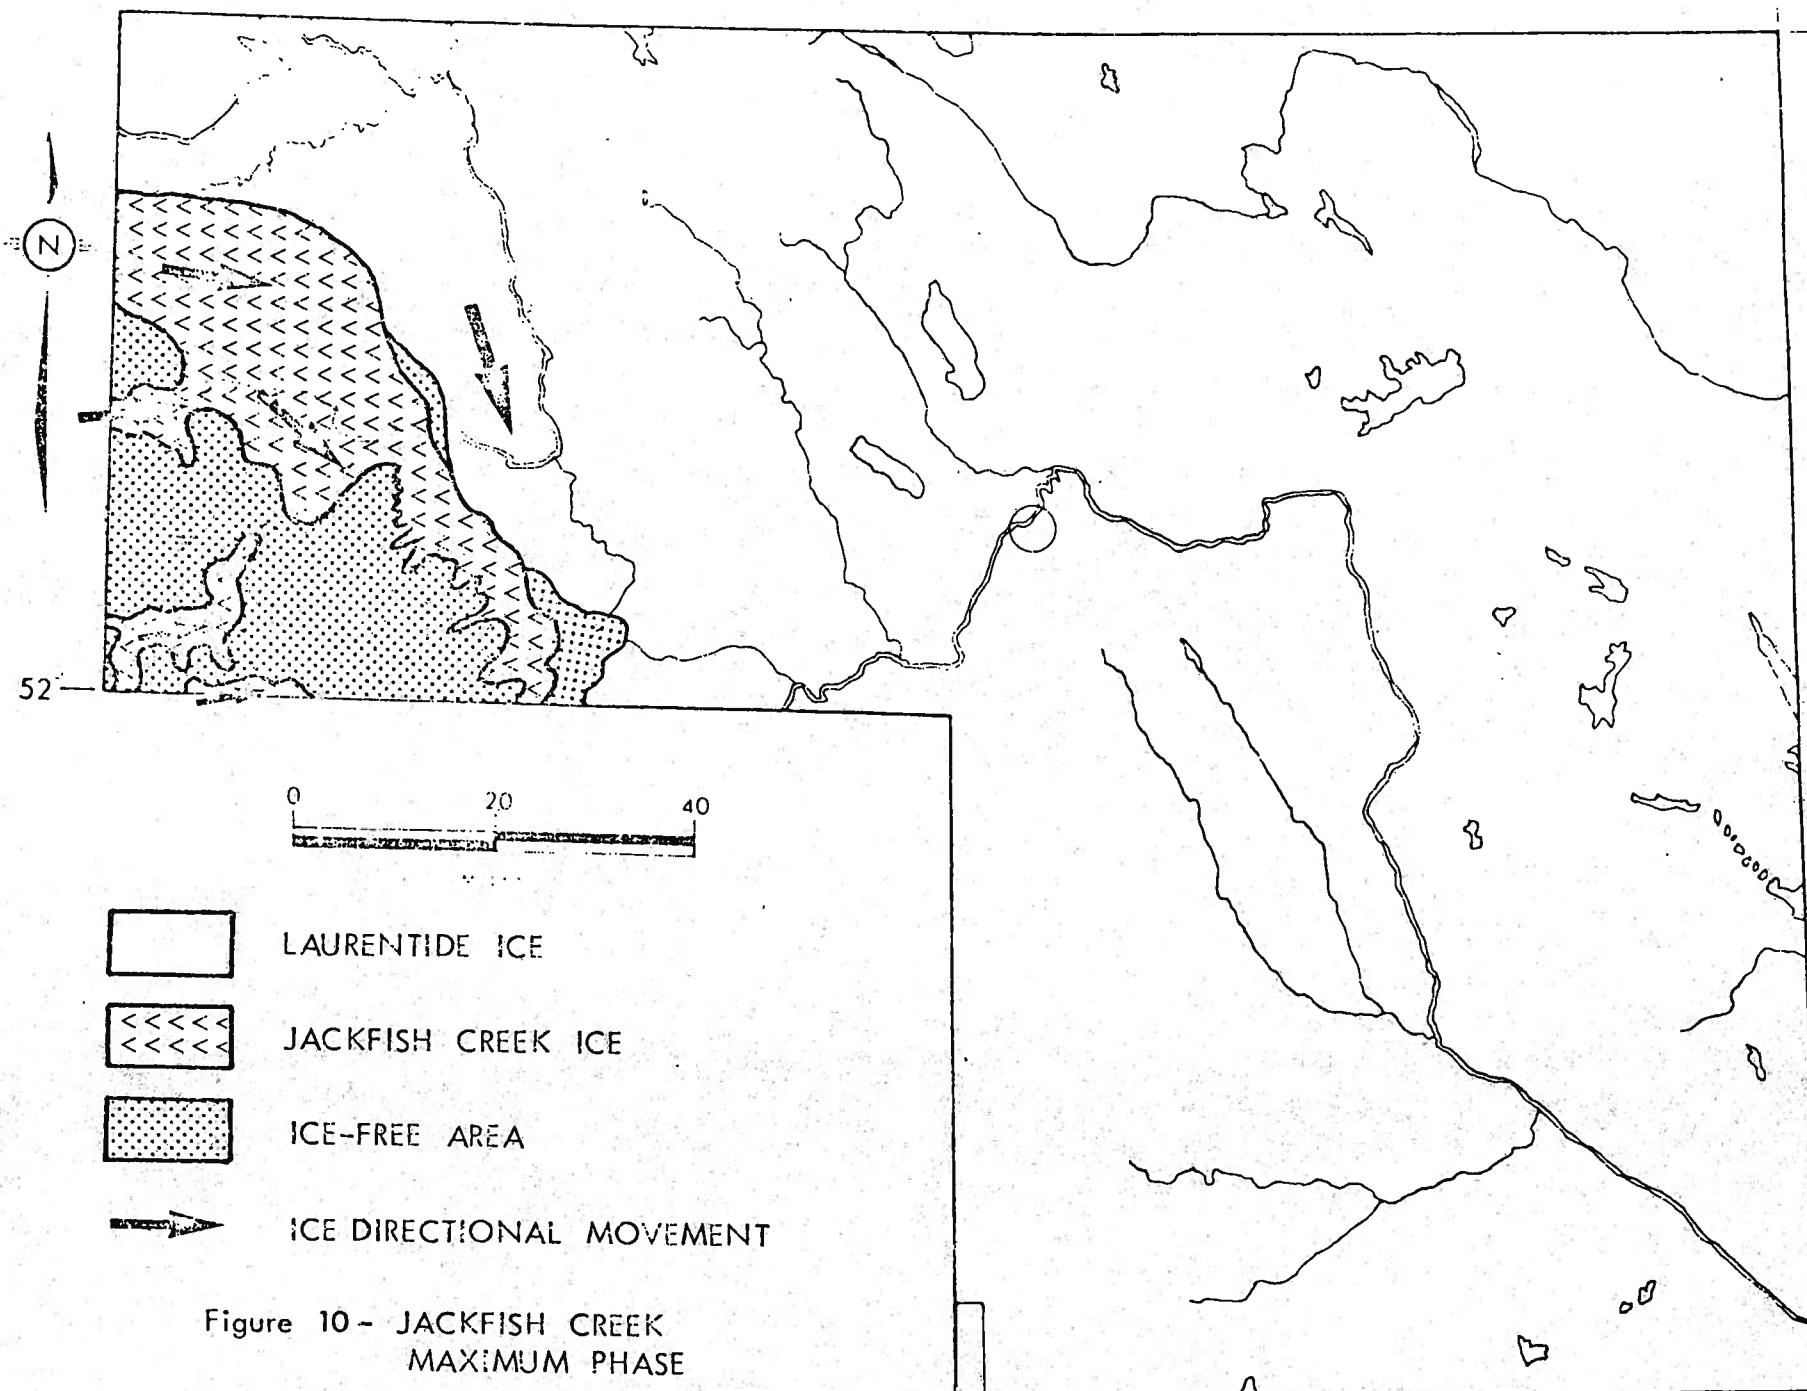 N
52
0 20 40
LAURENTIDE ICE
JACKFISH CREEK ICE
ICE-FREE AREA
ICE DIRECTIONAL MOVEMENT
Figure 10 - JACKFISH CREEK
MAXIMUM PHASE